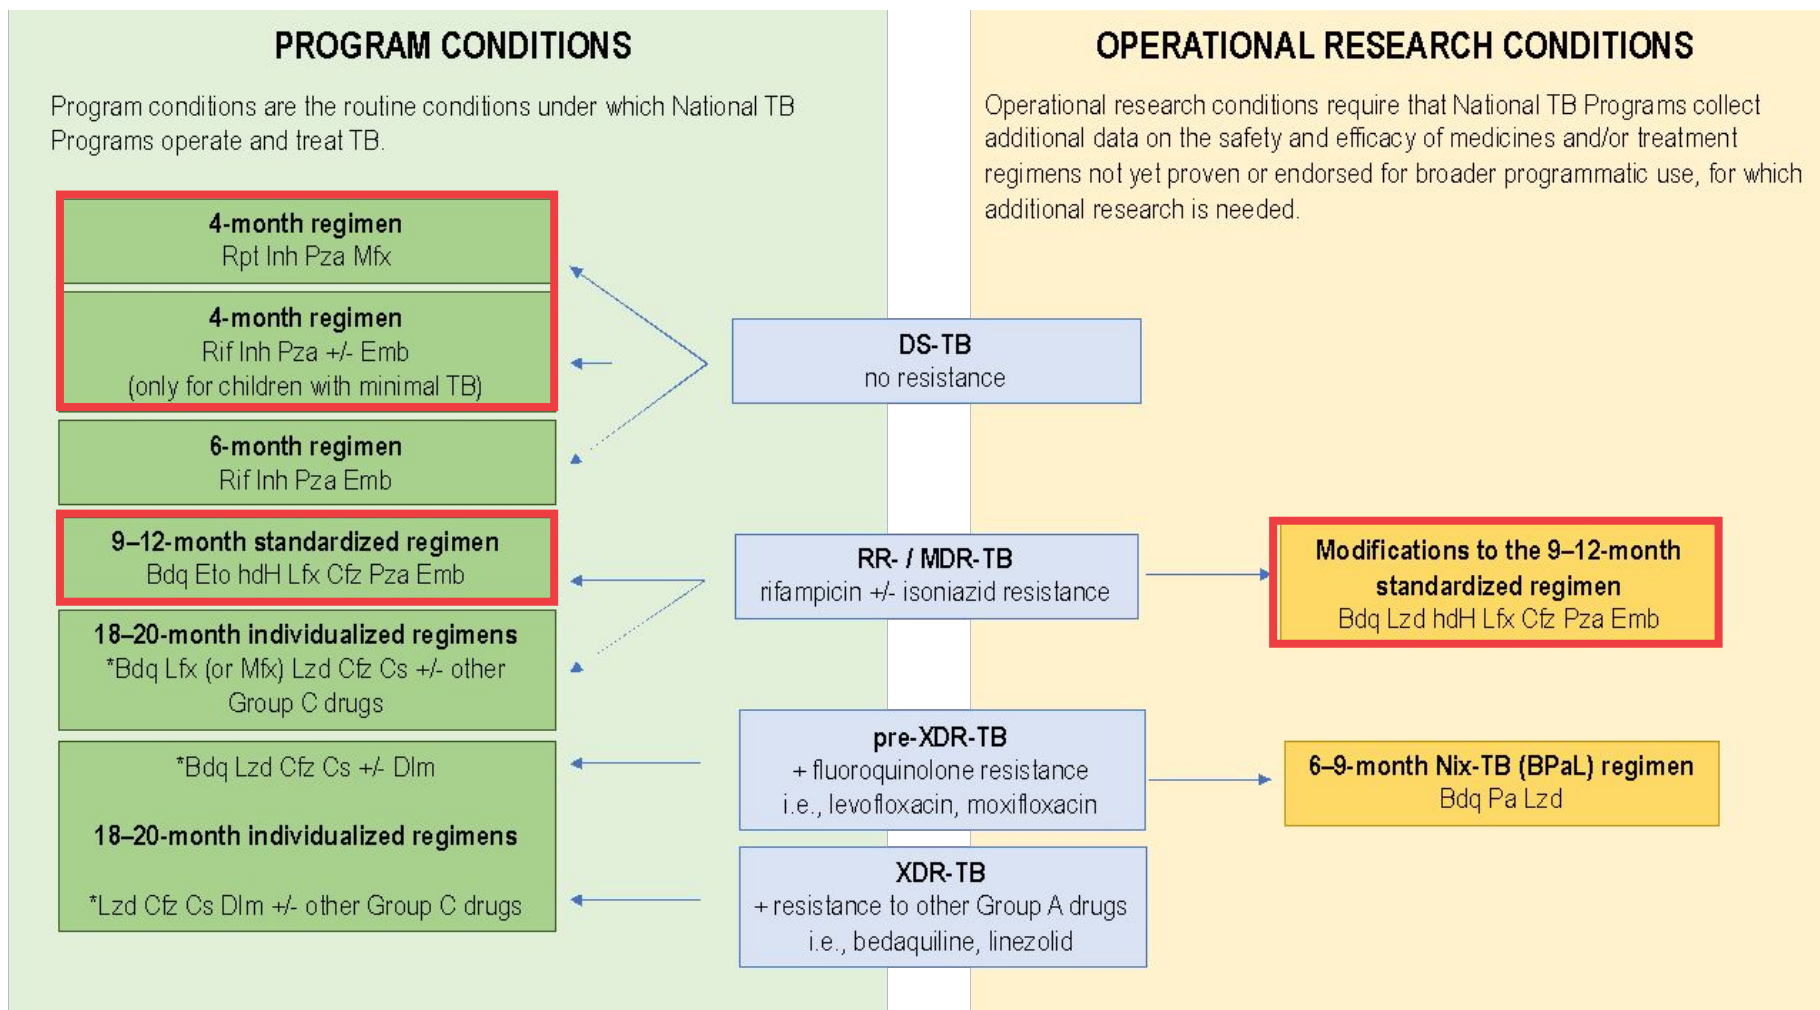 PROGRAM CONDITIONS
Program conditions are the routine conditions under which National TB
Programs operate and treat TB.
4-month regimen
Rpt Inh Pza Mfx
4-month regimen
Rif Inh Pza +/- Emb
(only for children with minimal TB)
6-month regimen
Rif Inh Pza Emb
9–12-month standardized regimen
Bdq Eto hdH Lfx Cfz Pza Emb
18–20-month individualized regimens
*Bdq Lfx (or Mfx) Lzd Cfz Cs +/- other
Group C drugs
*Bdq Lzd Cfz Cs +/- Dlm
18–20-month individualized regimens
*Lzd Cfz Cs Dlm +/- other Group C drugs
DS-TB
no resistance
RR- / MDR-TB
rifampicin +/- isoniazid resistance
pre-XDR-TB
+ fluoroquinolone resistance
i.e., levofloxacin, moxifloxacin
XDR-TB
+ resistance to other Group A drugs
i.e., bedaquiline, linezolid
OPERATIONAL RESEARCH CONDITIONS
Operational research conditions require that National TB Programs collect
additional data on the safety and efficacy of medicines and/or treatment
regimens not yet proven or endorsed for broader programmatic use, for which
additional research is needed.
Modifications to the 9–12-month
standardized regimen
Bdq Lzd hdH Lfx Cfz Pza Emb
6–9-month Nix-TB (BPaL) regimen
Bdq Pa Lzd